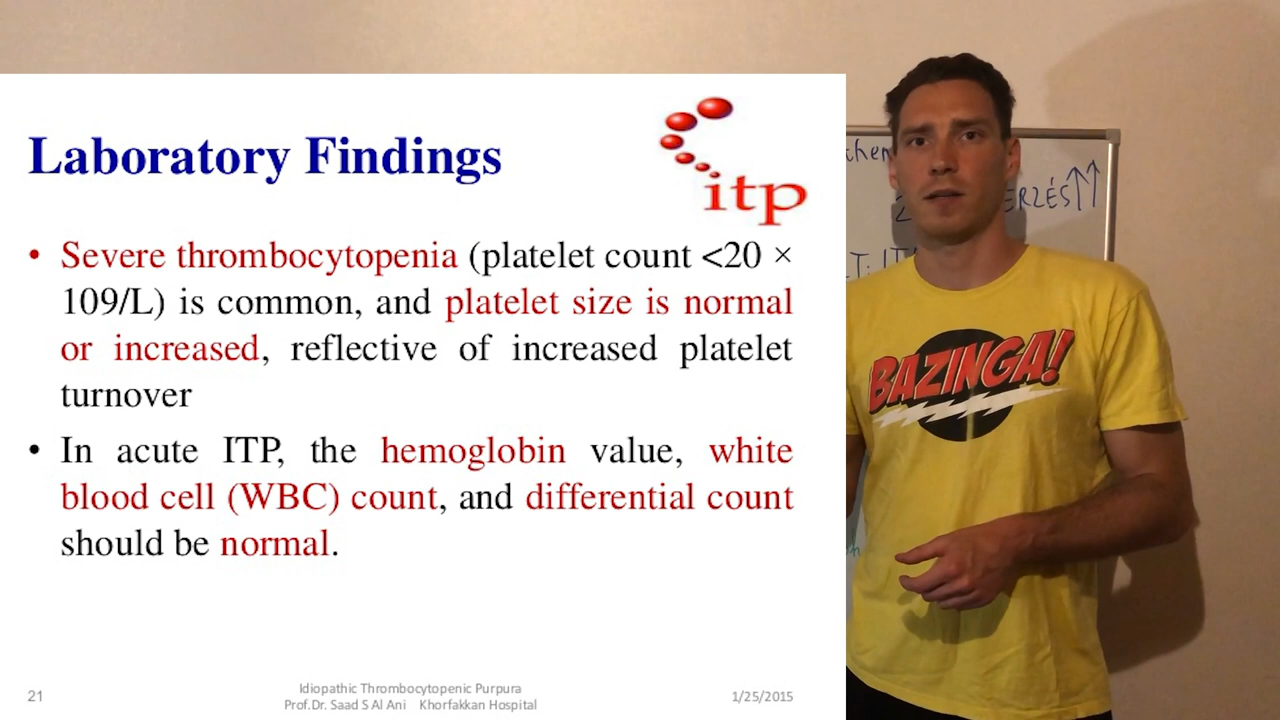 Laboratory Findings
itp
• Severe thrombocytopenia (platelet count <20 ×
109/L) is common, and platelet size is normal
or increased, reflective of increased platelet
turnover
• In acute ITP, the hemoglobin value, white
blood cell (WBC) count, and differential count
should be normal.
21
Idiopathic Thrombocytopenic Purpura
Prof.Dr. Saad S Al Ani Khorfakkan Hospital
1/25/2015
BAZINGA!